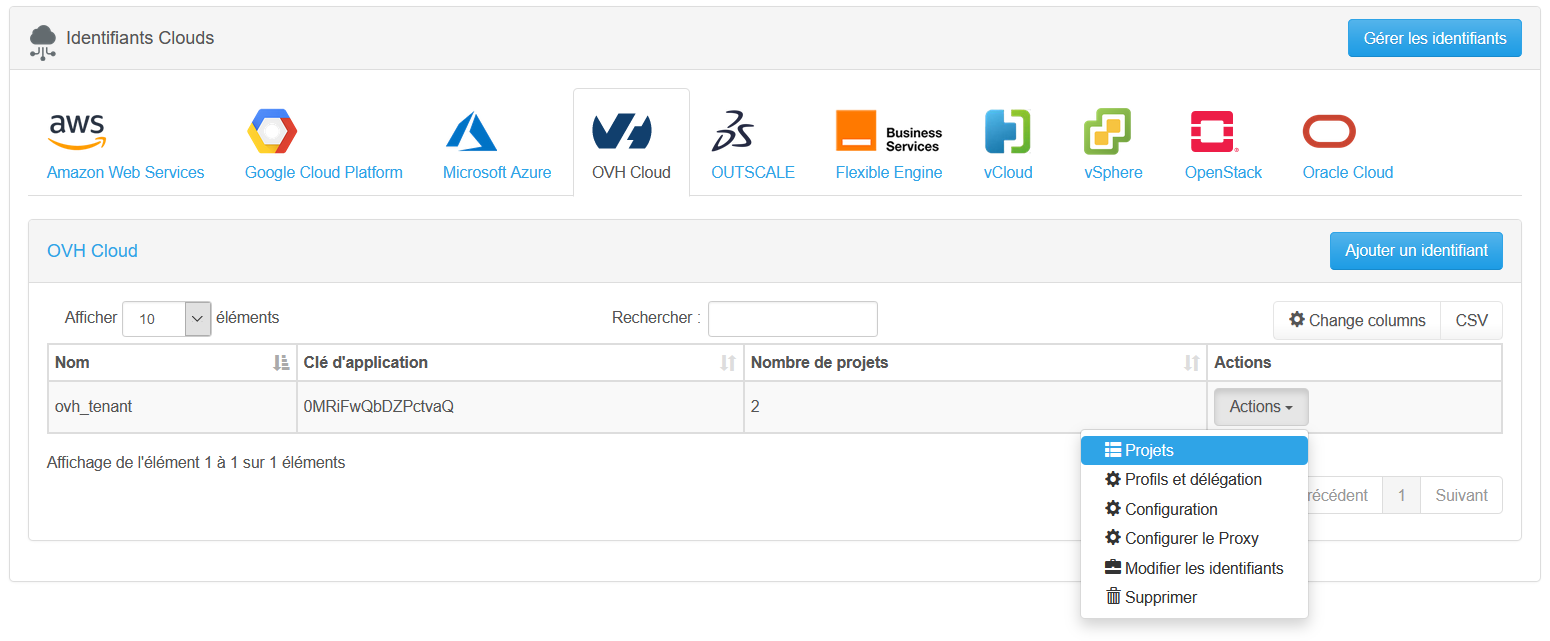 Identifiants Clouds
Gérer les identifiants
aws
Business
Services
Amazon Web Services
Google Cloud Platform
Microsoft Azure
OVH Cloud
OUTSCALE
Flexible Engine
vCloud
vSphere
OpenStack
Oracle Cloud
OVH Cloud
Ajouter un identifiant
Afficher 10 éléments
Rechercher :
Change columns
CSV
Nom
Clé d'application
Nombre de projets
Actions
ovh_tenant
0MRiFwQbDZPctvaQ
2
Actions
Affichage de l'élément 1 à 1 sur 1 éléments
Projets
Profils et délégation
Configuration
Configurer le Proxy
Modifier les identifiants
Supprimer
récédent
1
Suivant